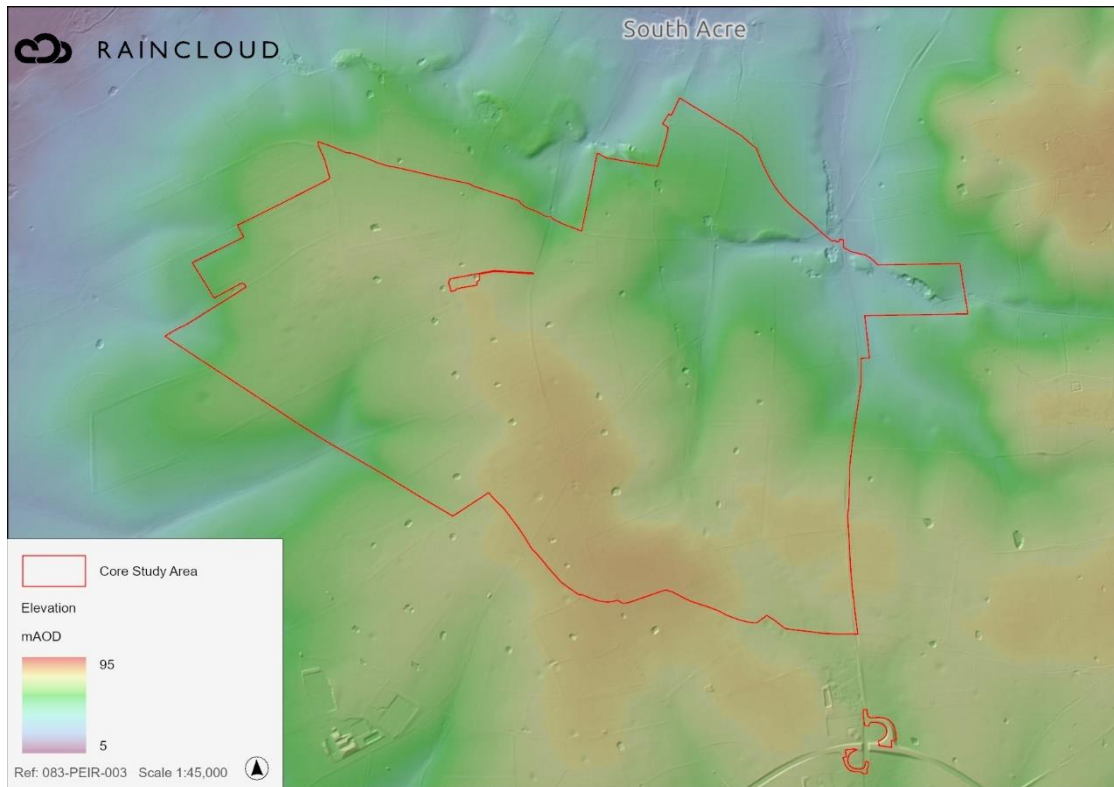 South Acre
RAINCLOUD
Core Study Area
Elevation
mAOD
95
5
Ref: 083-PEIR-003 Scale 1:45,000